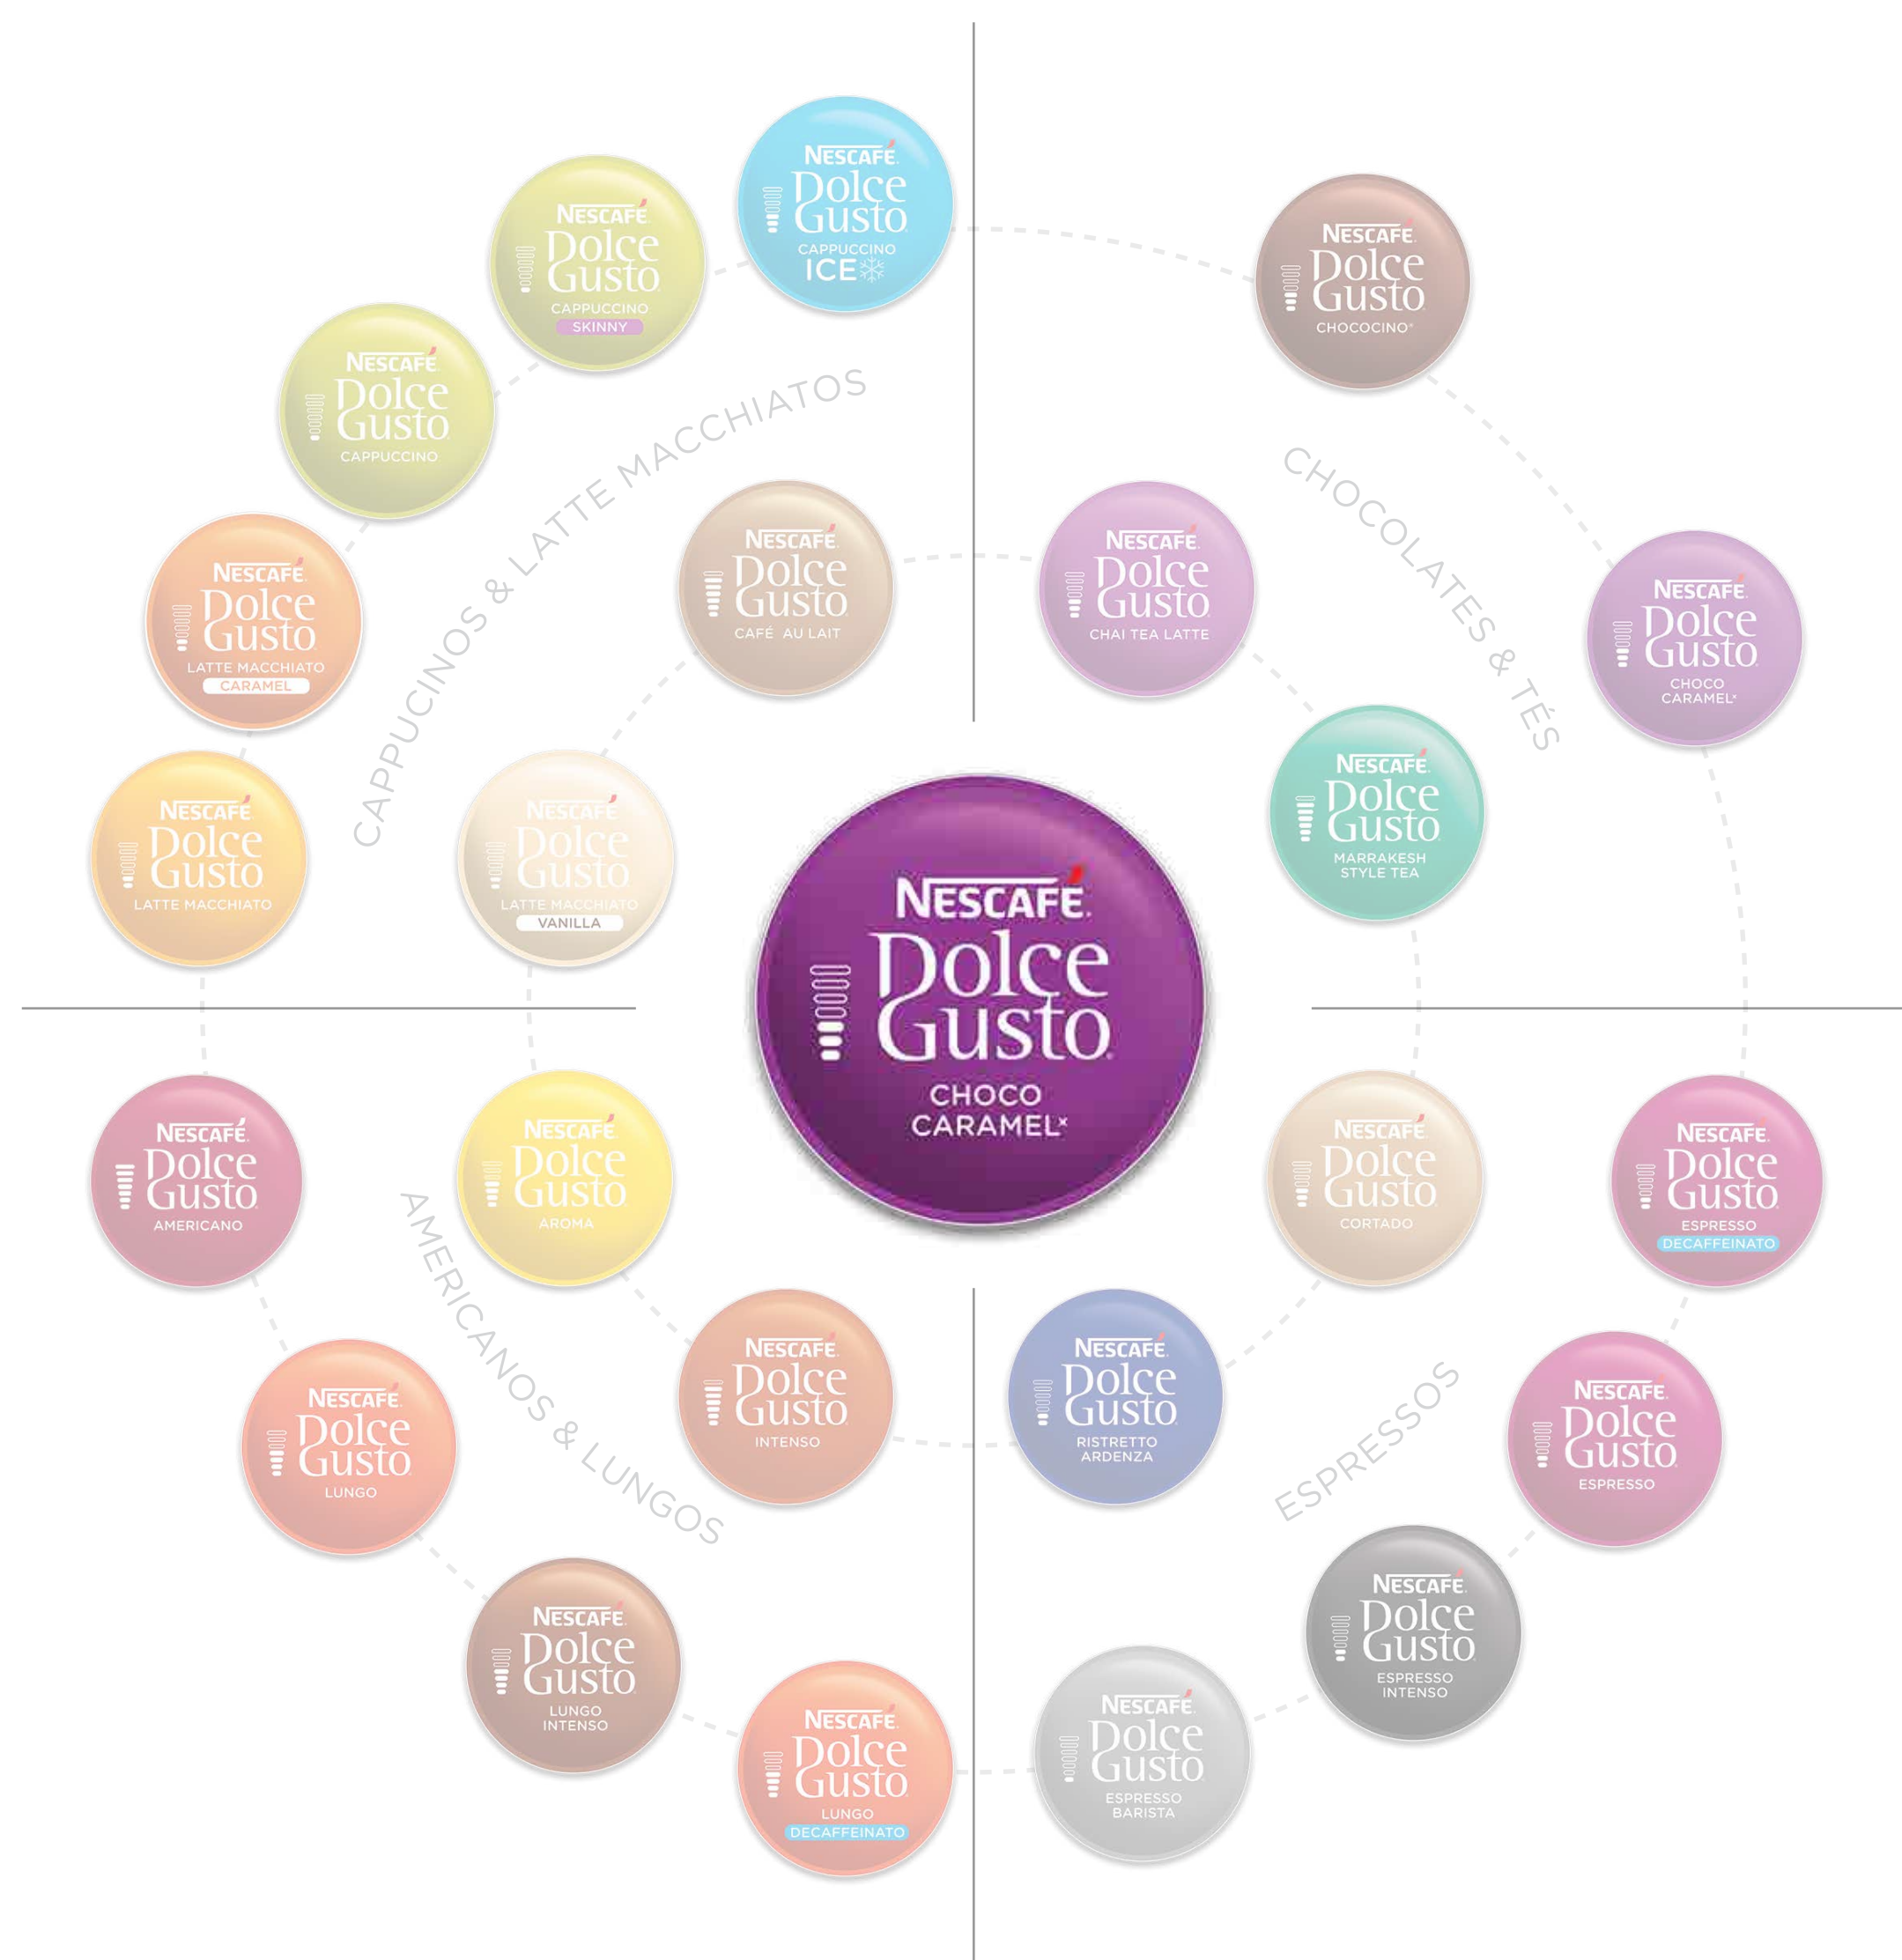 NESCAFÉ
Dolce
Gusto
CAPPUCCINO
ICE
NESCAFÉ
Dolce
Gusto
CAPPUCCINO
SKINNY
NESCAFÉ
Dolce
Gusto
CAPPUCCINO
NESCAFÉ
Dolce
Gusto
LATTE MACCHIATO
CARAMEL
NESCAFÉ
Dolce
Gusto
LATTE MACCHIATO
CAPPUCINOS & LATTE MACCHIATOS
NESCAFÉ
Dolce
Gusto
CAFÉ AU LAIT
NESCAFÉ
Dolce
Gusto
LATTE MACCHIATO
VANILLA
NESCAFÉ
Dolce
Gusto
CHOCOCINO®
CHOCOLATES & TÉS
NESCAFÉ
Dolce
Gusto
CHAI TEA LATTE
NESCAFÉ
Dolce
Gusto
CHOCO
CARAMEL*
NESCAFÉ
Dolce
Gusto
MARRAKESH
STYLE TEA
NESCAFÉ
Dolce
Gusto
CHOCO
CARAMEL*
NESCAFÉ
Dolce
Gusto
AMERICANO
NESCAFÉ
Dolce
Gusto
AROMA
AMERICANOS & LUNGOS
NESCAFÉ
Dolce
Gusto
INTENSO
NESCAFÉ
Dolce
Gusto
LUNGO
NESCAFÉ
Dolce
Gusto
LUNGO
INTENSO
NESCAFÉ
Dolce
Gusto
LUNGO
DECAFFEINATO
NESCAFÉ
Dolce
Gusto
CORTADO
NESCAFÉ
Dolce
Gusto
ESPRESSO
DECAFFEINATO
NESCAFÉ
Dolce
Gusto
RISTRETTO
ARDENZA
ESPRESSOS
NESCAFÉ
Dolce
Gusto
ESPRESSO
NESCAFÉ
Dolce
Gusto
ESPRESSO
INTENSO
NESCAFÉ
Dolce
Gusto
ESPRESSO
BARISTA